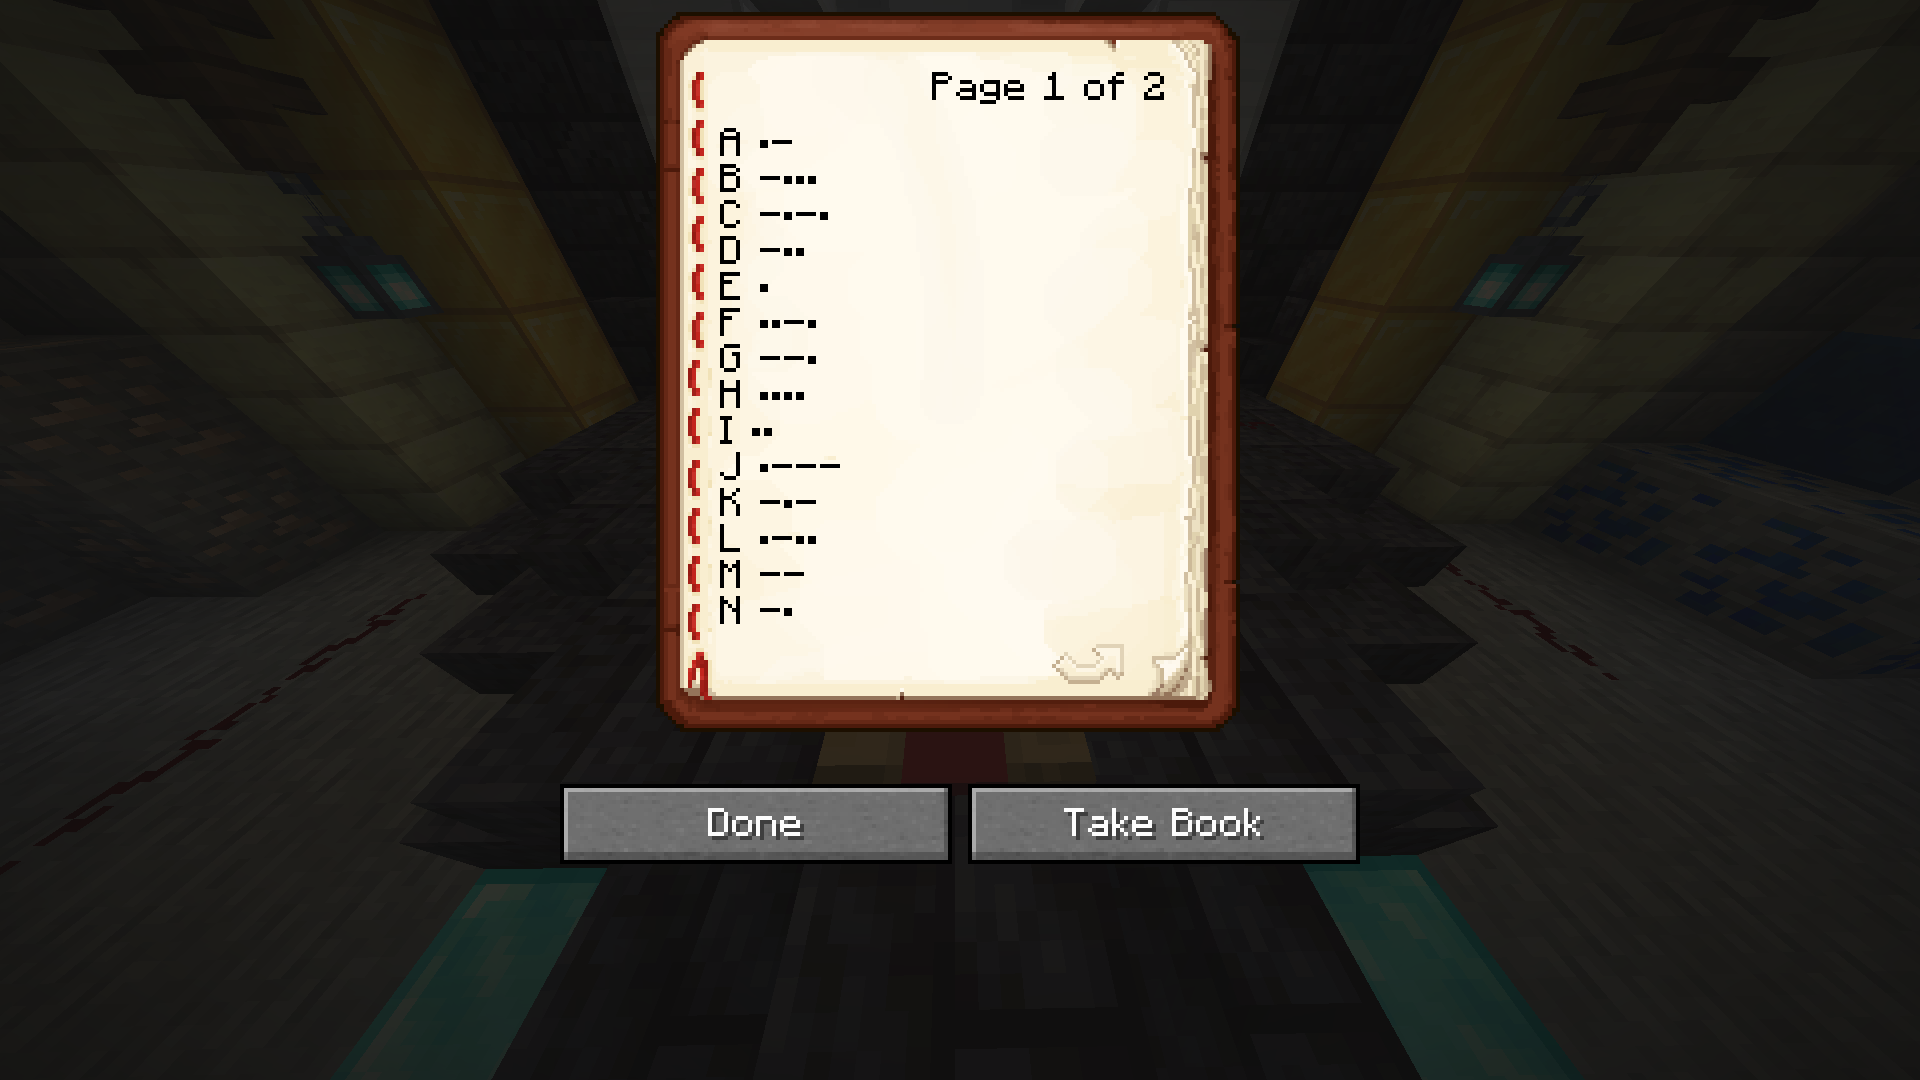 Page 1 of 2
A ·–
B –···
C –·–·
D –··
E ·
F ··–·
G ––·
H ····
I ··
J ·–––
K –·–
L ·–··
M ––
N –·
Done
Take Book